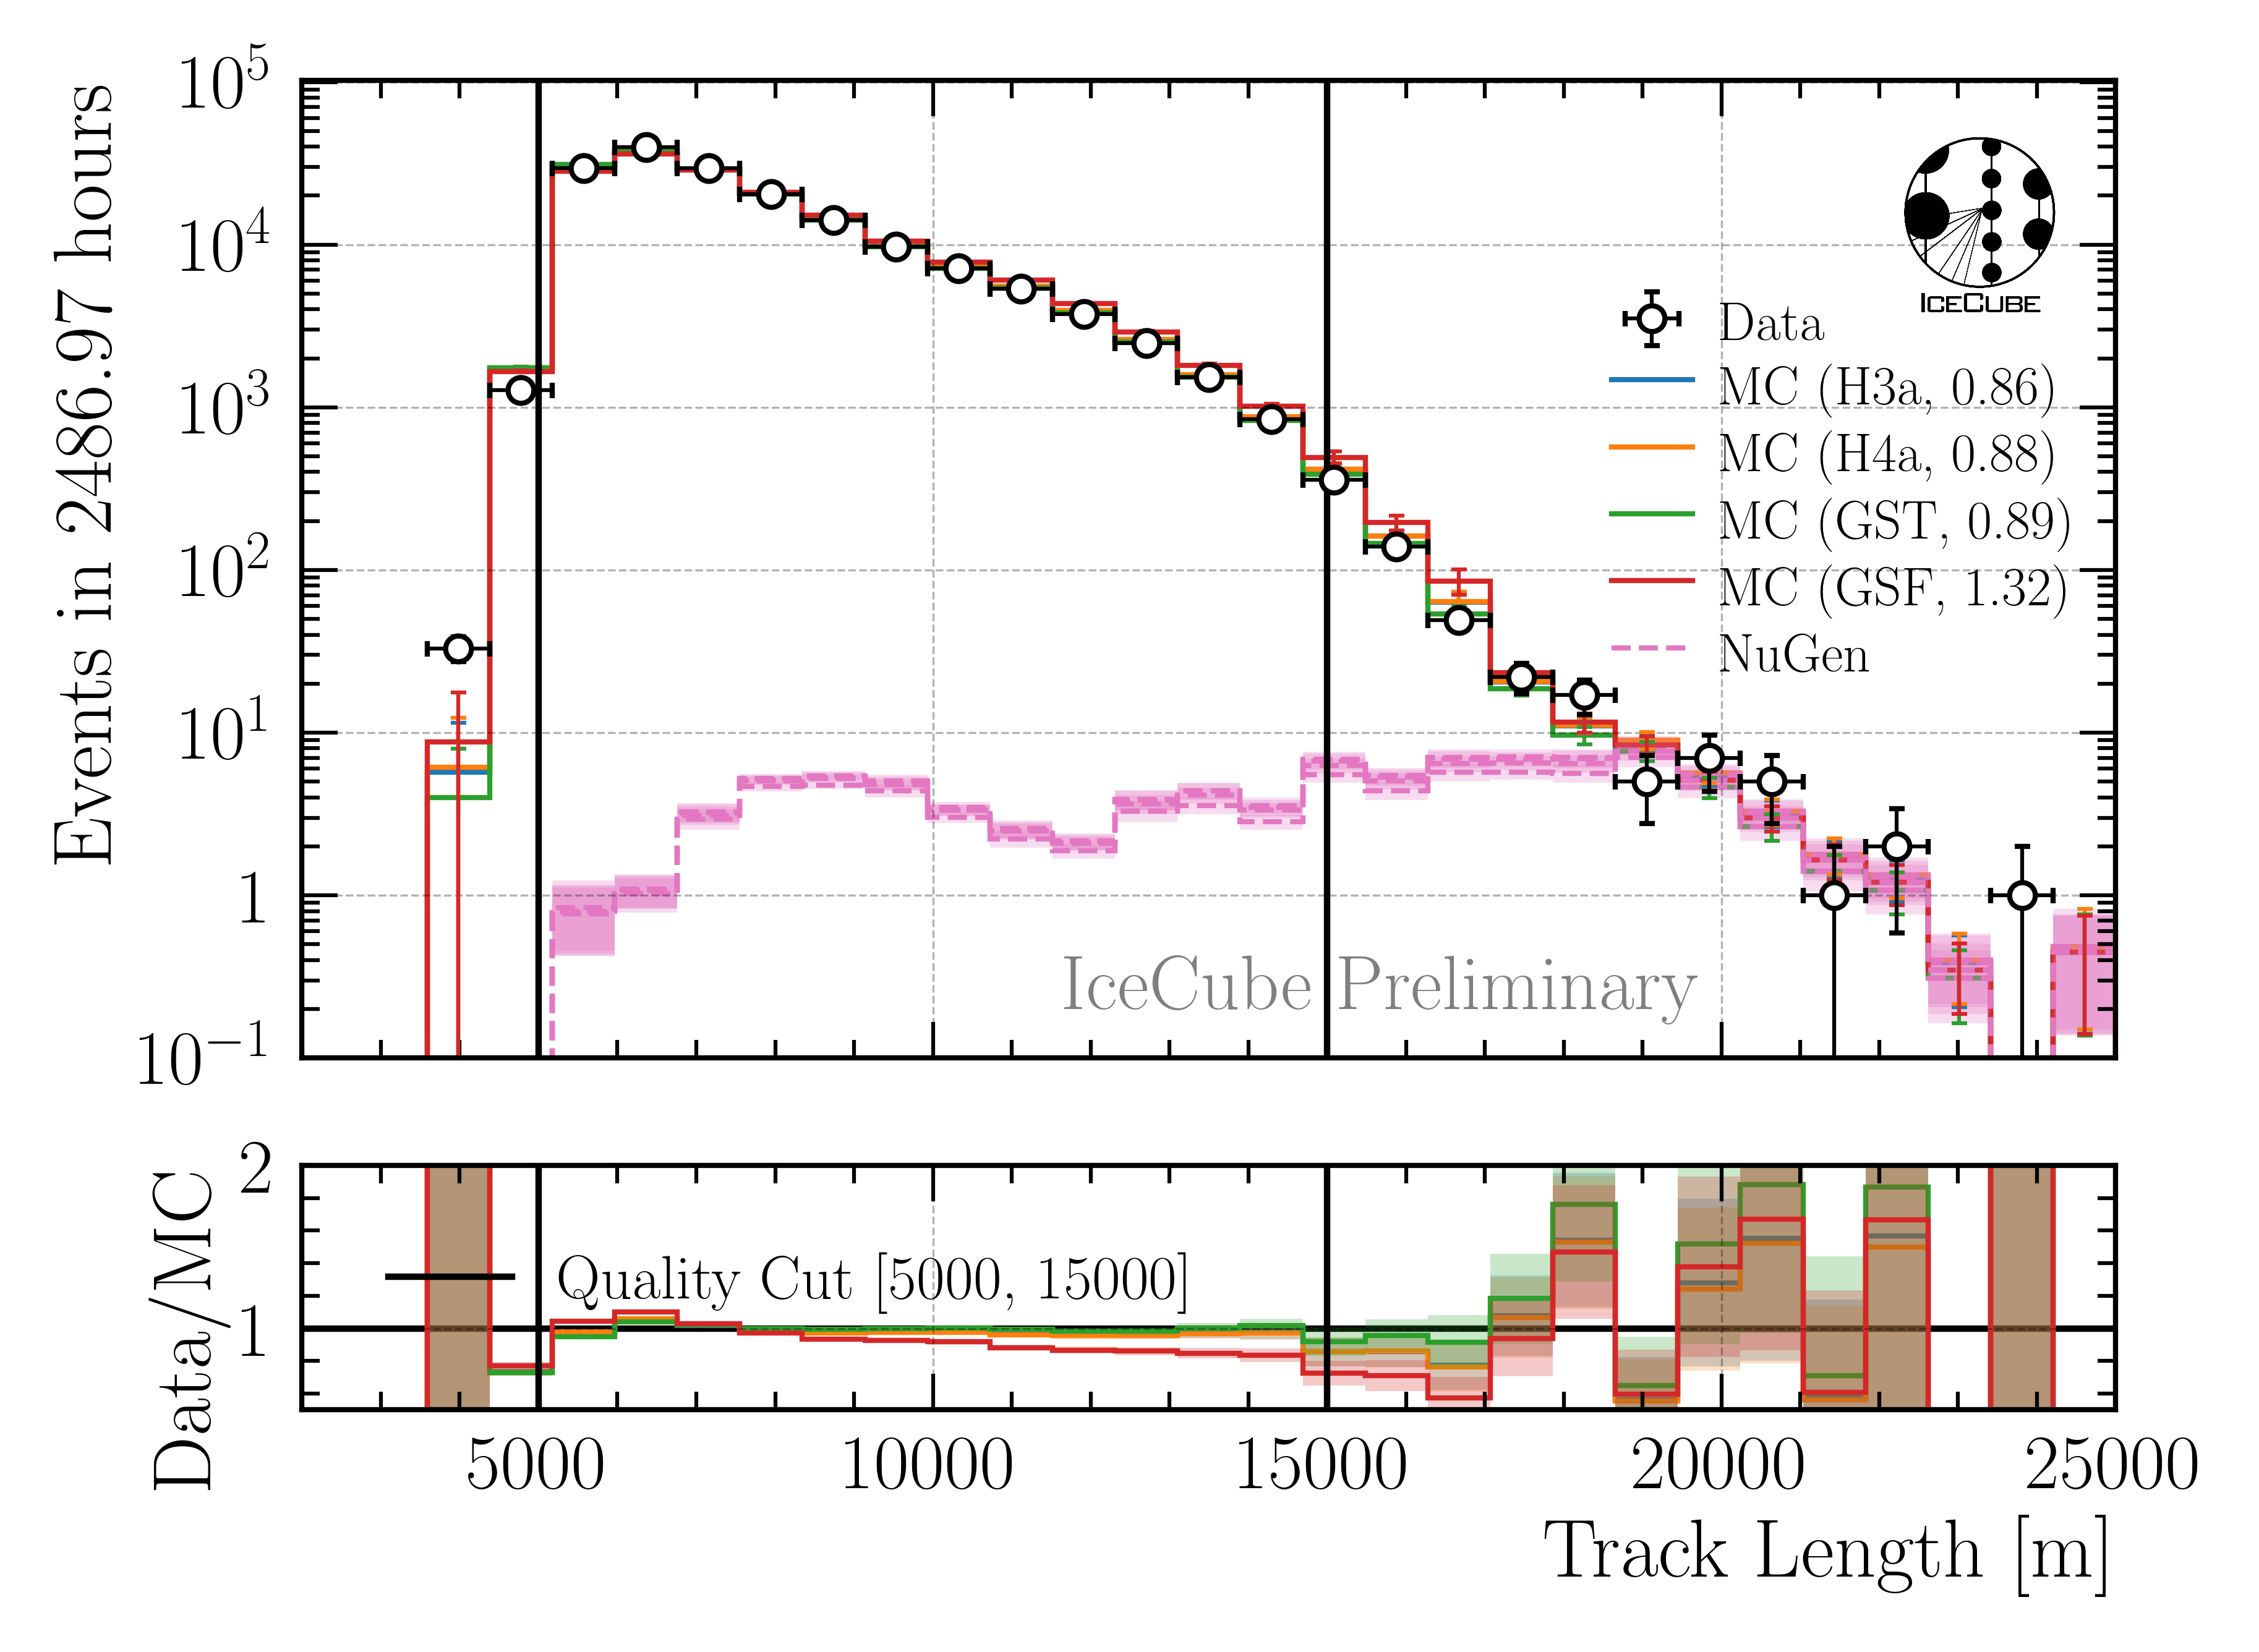 Events in 2486.97 hours
10^5
10^4
10^3
10^2
10^1
1
10^−1
ICECUBE
Data
MC (H3a, 0.86)
MC (H4a, 0.88)
MC (GST, 0.89)
MC (GSF, 1.32)
NuGen
IceCube Preliminary
Data/MC
2
1
Quality Cut [5000, 15000]
5000 10000 15000 20000 25000
Track Length [m]